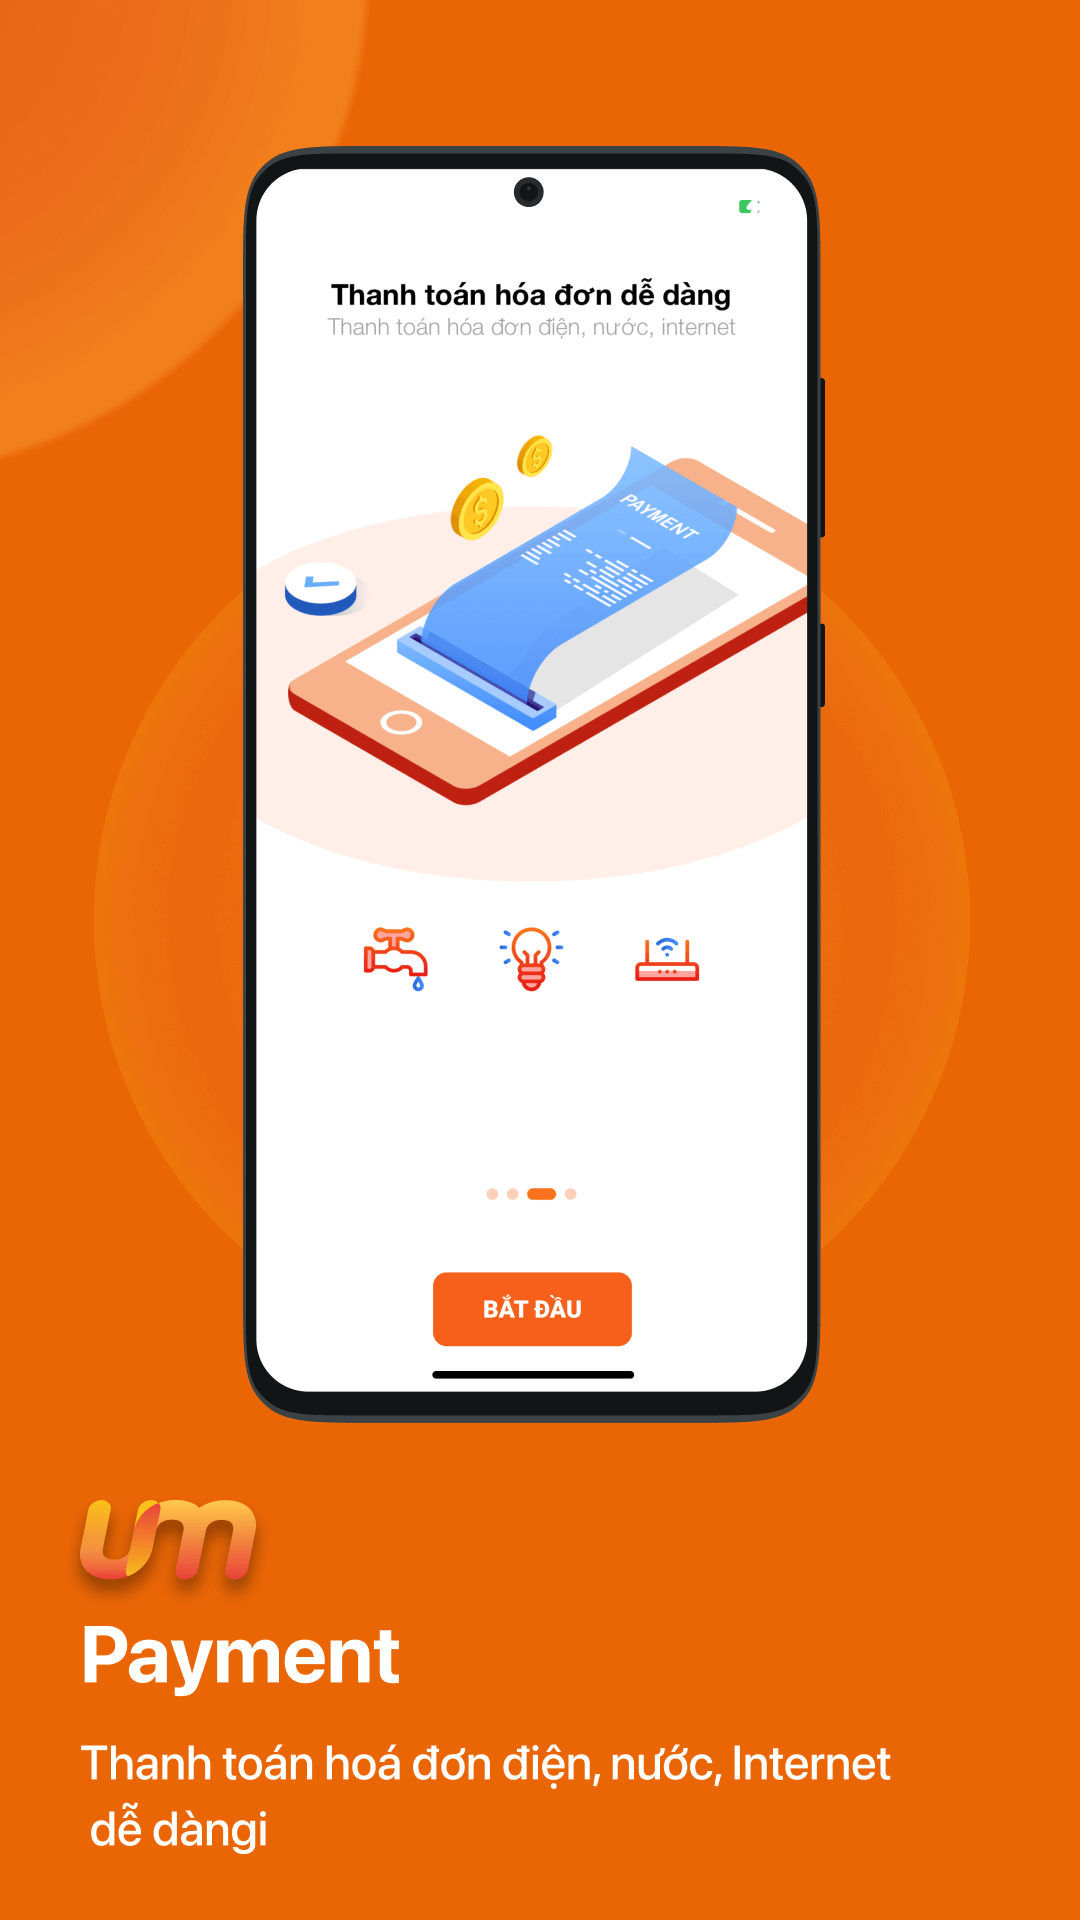 Thanh toán hóa đơn dễ dàng
Thanh toán hóa đơn điện, nước, internet
PAYMENT
BẮT ĐẦU
um
Payment
Thanh toán hoá đơn điện, nước, Internet
dễ dàngi